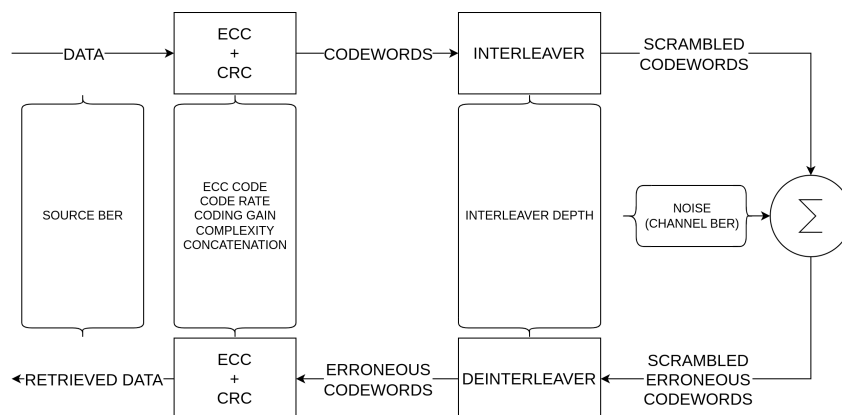 DATA
ECC
+
CRC
CODEWORDS
INTERLEAVER
SCRAMBLED
CODEWORDS
SOURCE BER
ECC CODE
CODE RATE
CODING GAIN
COMPLEXITY
CONCATENATION
INTERLEAVER DEPTH
NOISE
(CHANNEL BER)
∑
RETRIEVED DATA
ECC
+
CRC
ERRONEOUS
CODEWORDS
DEINTERLEAVER
SCRAMBLED
ERRONEOUS
CODEWORDS